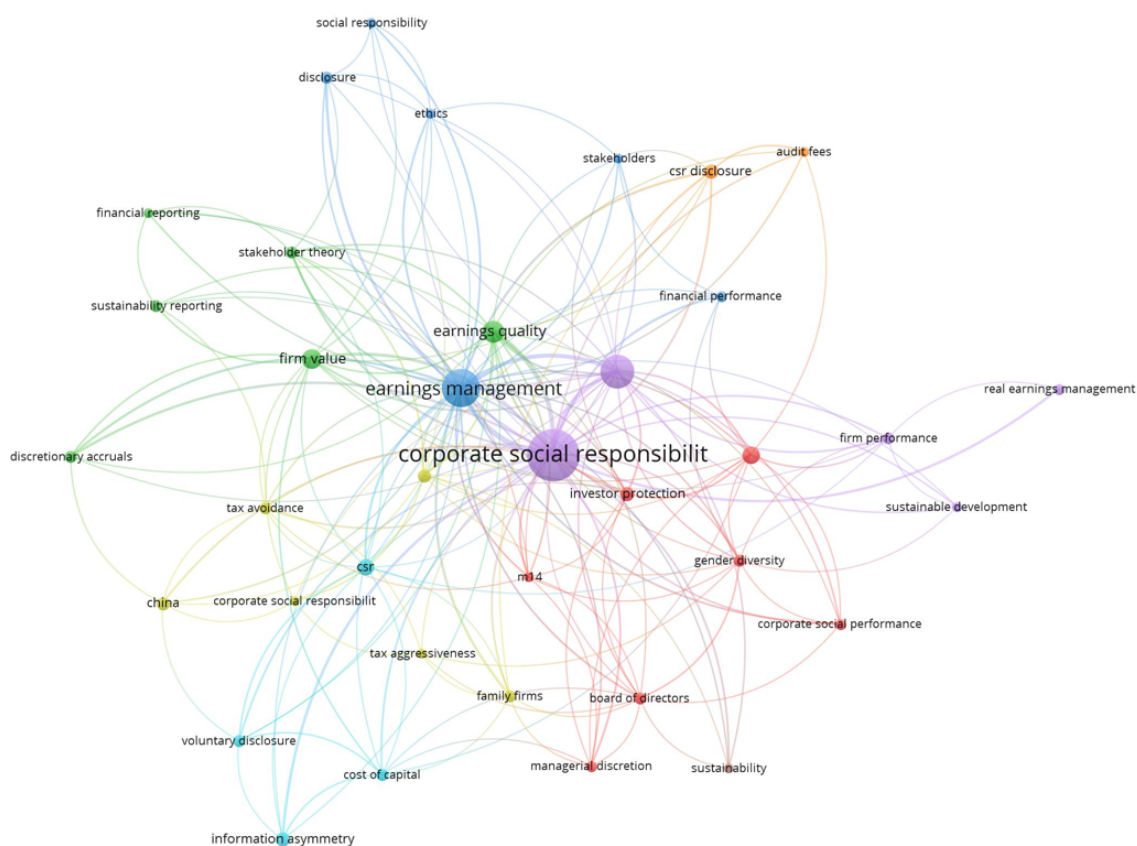 social responsibility
disclosure
ethics
audit fees
stakeholders
csr disclosure
financial reporting
stakeholder theory
financial performance
sustainability reporting
earnings quality
firm value
earnings management
real earnings management
firm performance
corporate social responsibilit
discretionary accruals
investor protection
tax avoidance
sustainable development
gender diversity
csr
m14
china
corporate social responsibilit
corporate social performance
tax aggressiveness
family firms
board of directors
voluntary disclosure
managerial discretion
sustainability
cost of capital
information asymmetry